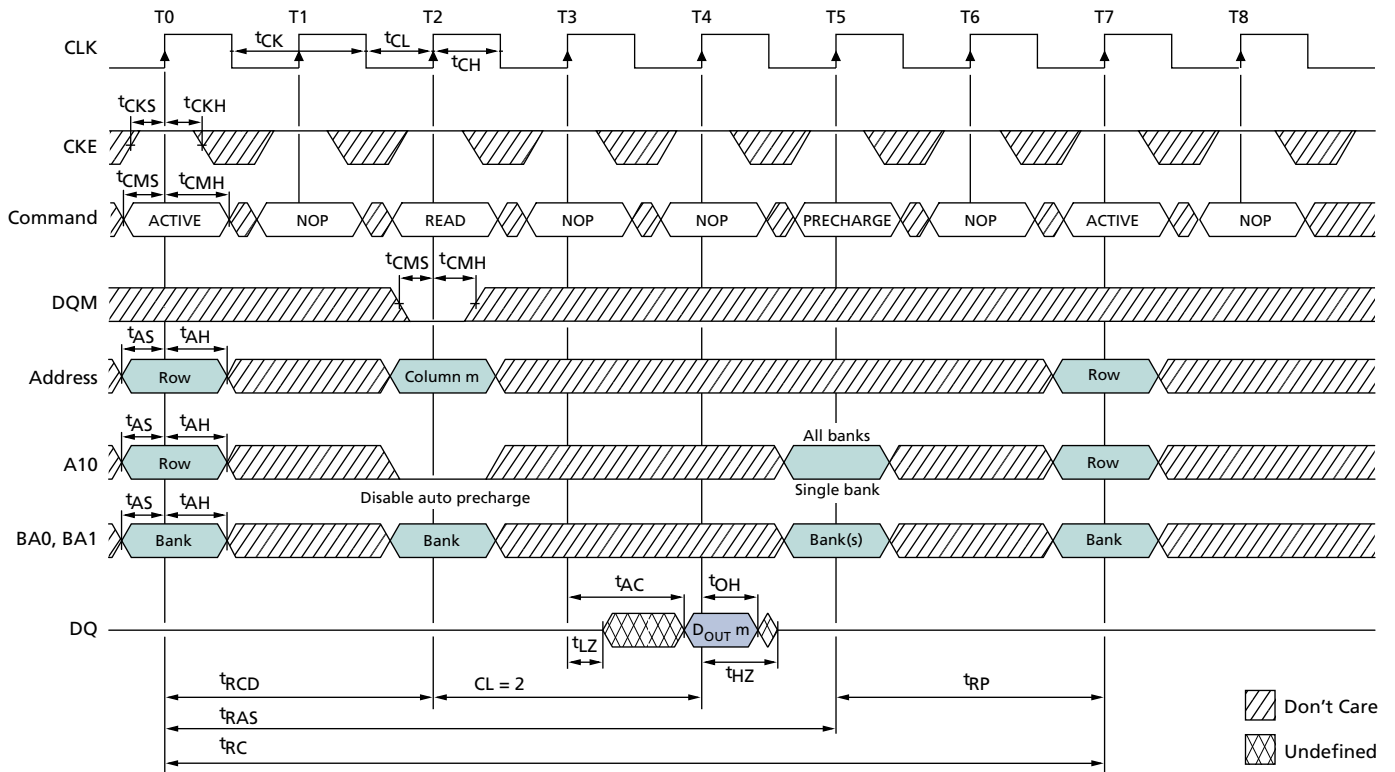 T0 T1 T2 T3 T4 T5 T6 T7 T8
CLK tCK tCL tCH
tCKS tCKH
CKE
tCMS tCMH
Command ACTIVE NOP READ NOP NOP PRECHARGE NOP ACTIVE NOP
tCMS tCMH
DQM
tAS tAH
Address Row Column m Row
tAS tAH All banks
A10 Row Row
Disable auto precharge Single bank
tAS tAH
BA0, BA1 Bank Bank Bank(s) Bank
tAC tOH
DQ DOUT m
tLZ tHZ
tRCD CL = 2 tRP
Don't Care
tRAS
tRC
Undefined